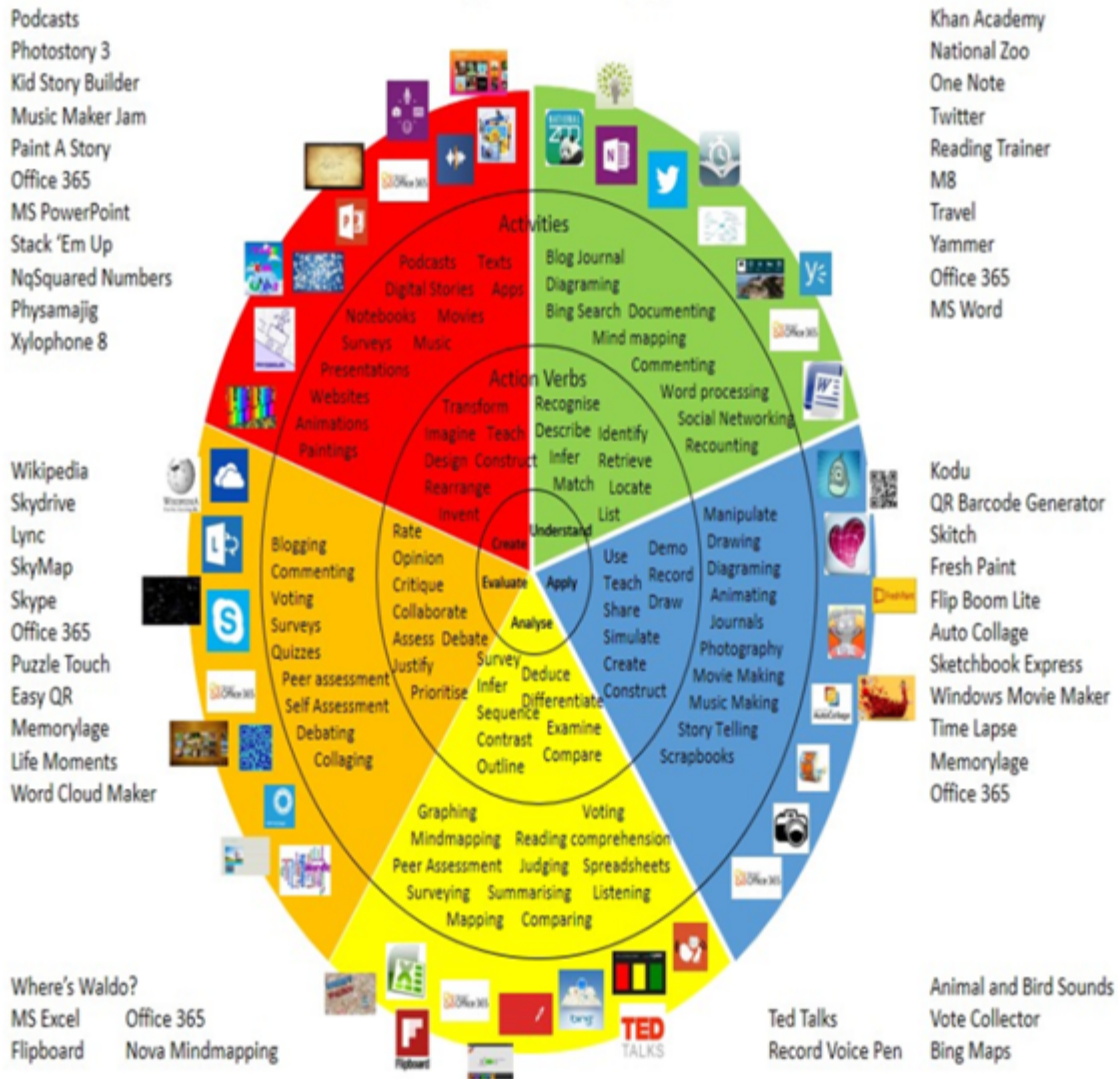 Podcasts
Photostory 3
Kid Story Builder
Music Maker Jam
Paint A Story
Office 365
MS PowerPoint
Stack ‘Em Up
NqSquared Numbers
Physamajig
Xylophone 8
Khan Academy
National Zoo
One Note
Twitter
Reading Trainer
M8
Travel
Yammer
Office 365
MS Word
Activities
Podcasts Texts
Digital Stories Apps
Notebooks Movies
Surveys Music
Presentations
Websites
Animations
Paintings
Blog Journal
Diagraming
Bing Search Documenting
Mind mapping
Commenting
Word processing
Social Networking
Recounting
Action Verbs
Transform
Imagine Teach
Design Construct
Rearrange
Invent
Create
Recognise
Describe Identify
Infer Retrieve
Match Locate
List
Understand
Wikipedia
Skydrive
Lync
SkyMap
Skype
Office 365
Puzzle Touch
Easy QR
Memorylage
Life Moments
Word Cloud Maker
Blogging
Commenting
Voting
Surveys
Quizzes
Peer assessment
Self Assessment
Debating
Collaging
Rate
Opinion
Critique
Collaborate
Assess Debate
Justify
Prioritise
Evaluate
Apply
Analyse
Use Demo
Teach Record
Share Draw
Simulate
Create
Construct
Manipulate
Drawing
Diagraming
Animating
Journals
Photography
Movie Making
Music Making
Story Telling
Scrapbooks
Kodu
QR Barcode Generator
Skitch
Fresh Paint
Flip Boom Lite
Auto Collage
Sketchbook Express
Windows Movie Maker
Time Lapse
Memorylage
Office 365
Survey Deduce
Infer Differentiate
Sequence Examine
Contrast Compare
Outline
Graphing Voting
Mindmapping Reading comprehension
Peer Assessment Judging Spreadsheets
Surveying Summarising Listening
Mapping Comparing
Where’s Waldo?
MS Excel Office 365
Flipboard Nova Mindmapping
Flipboard
bing
TED
TALKS
Ted Talks
Record Voice Pen
Animal and Bird Sounds
Vote Collector
Bing Maps